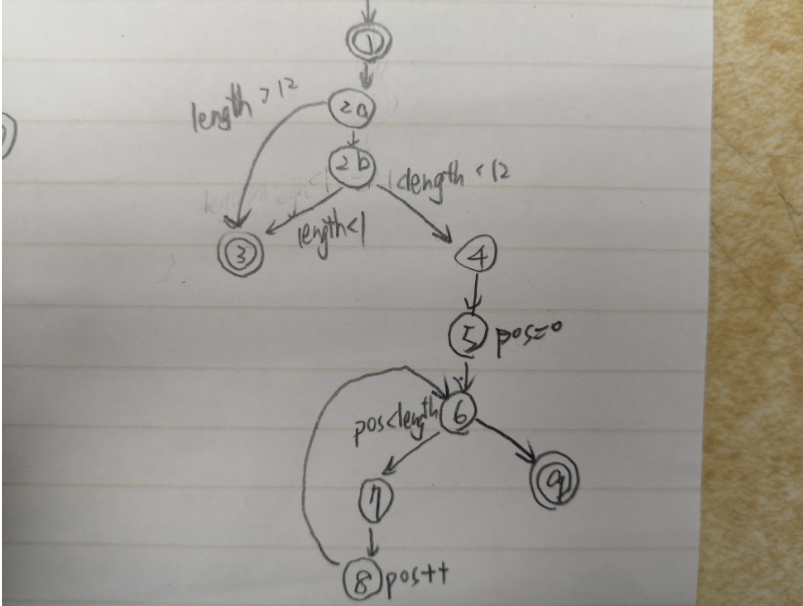 1
length > 12
2a
2b
1<length < 12
length<1
3
4
5 pos=0
pos<length
6
7
9
8 pos++